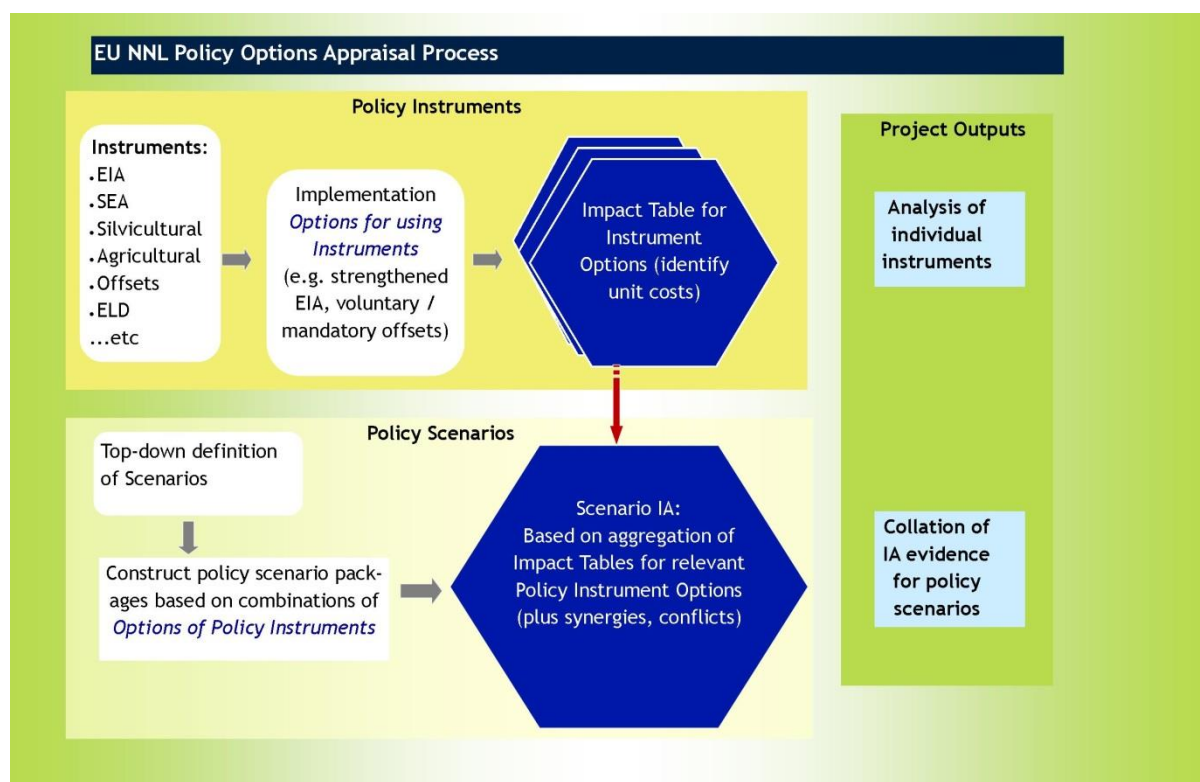 EU NNL Policy Options Appraisal Process
Policy Instruments
Instruments:
.EIA
.SEA
.Silvicultural
.Agricultural
.Offsets
.ELD
...etc
Implementation
Options for using
Instruments
(e.g. strengthened
EIA, voluntary /
mandatory offsets)
Impact Table for
Instrument
Options (identify
unit costs)
Policy Scenarios
Top-down definition
of Scenarios
Construct policy scenario pack-
ages based on combinations of
Options of Policy Instruments
Scenario IA:
Based on aggregation of
Impact Tables for relevant
Policy Instrument Options
(plus synergies, conflicts)
Project Outputs
Analysis of
individual
instruments
Collation of
IA evidence
for policy
scenarios